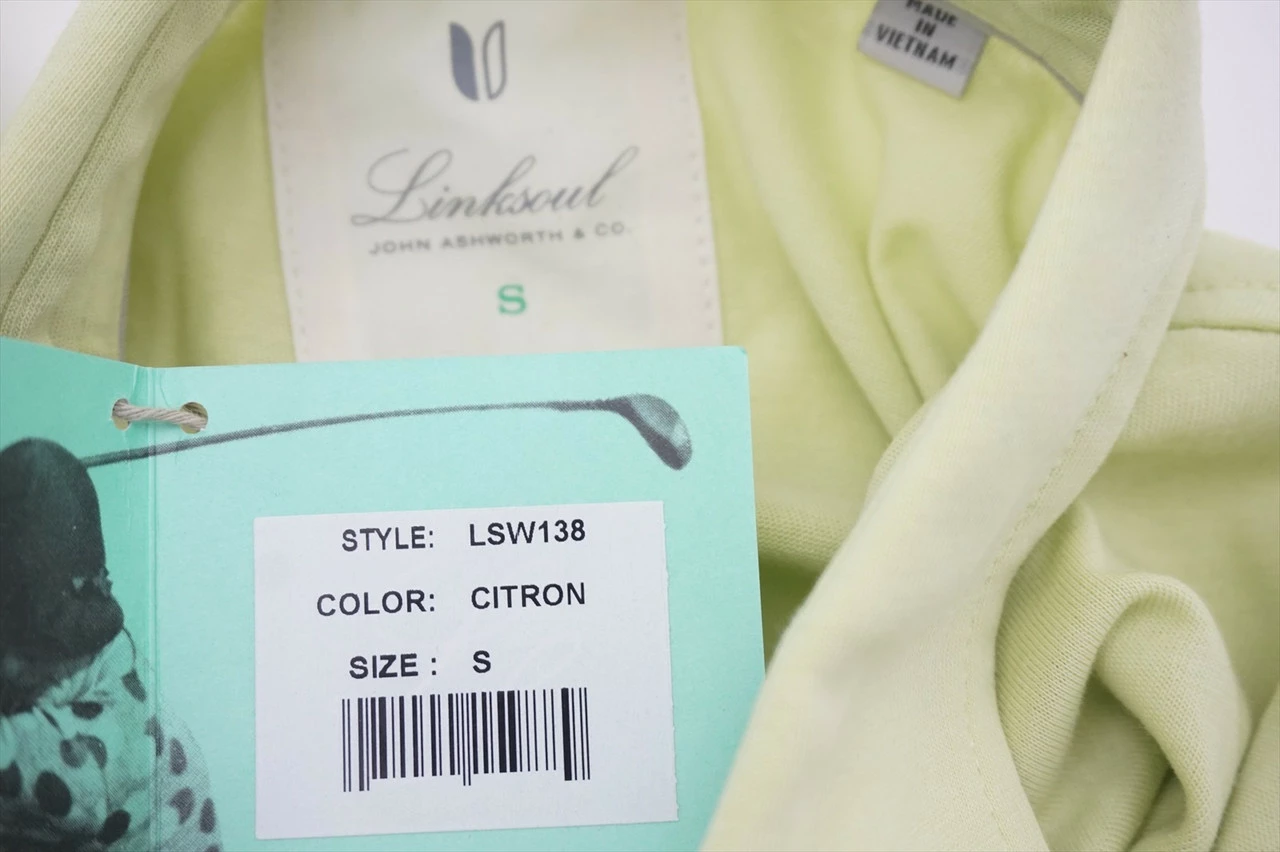 MADE
IN
VIETNAM
Linksoul
JOHN ASHWORTH & CO.
S
STYLE: LSW138
COLOR: CITRON
SIZE : S